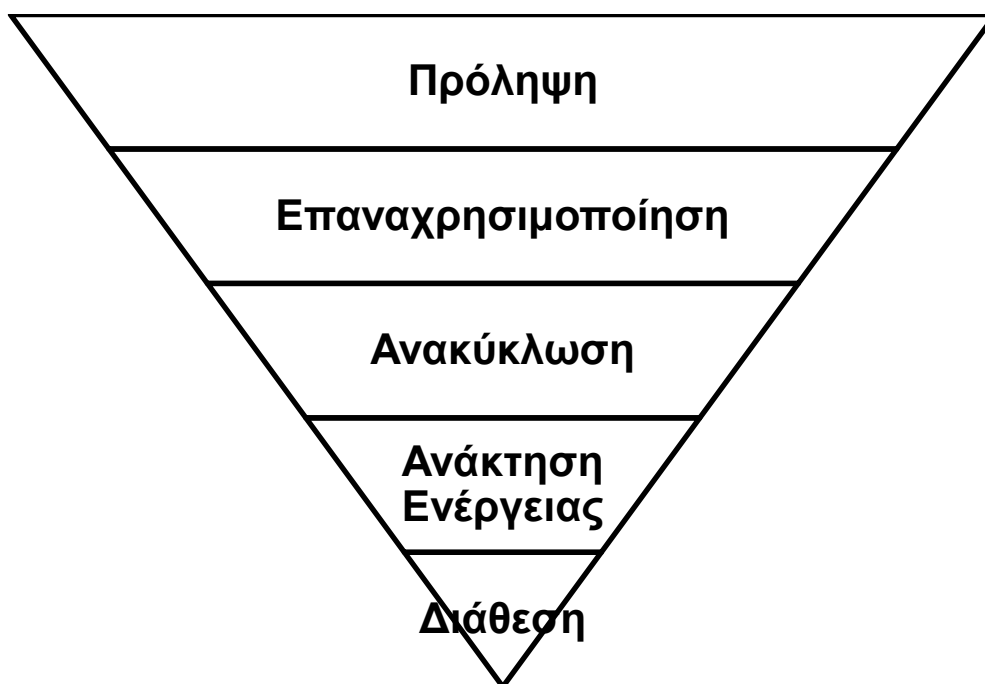 Πρόληψη
Επαναχρησιμοποίηση
Ανακύκλωση
Ανάκτηση
Ενέργειας
Διάθεση